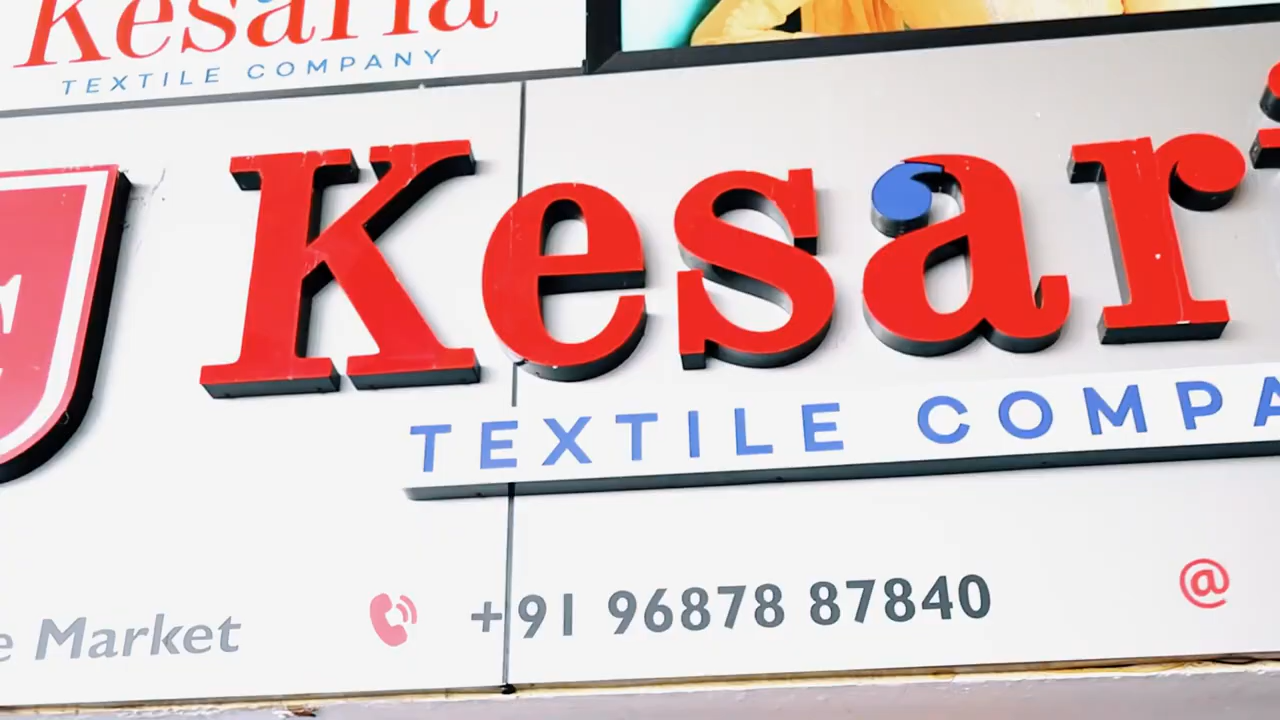 Kesaria
TEXTILE COMPANY
Kesari
TEXTILE COMPA
e Market
+91 96878 87840
@